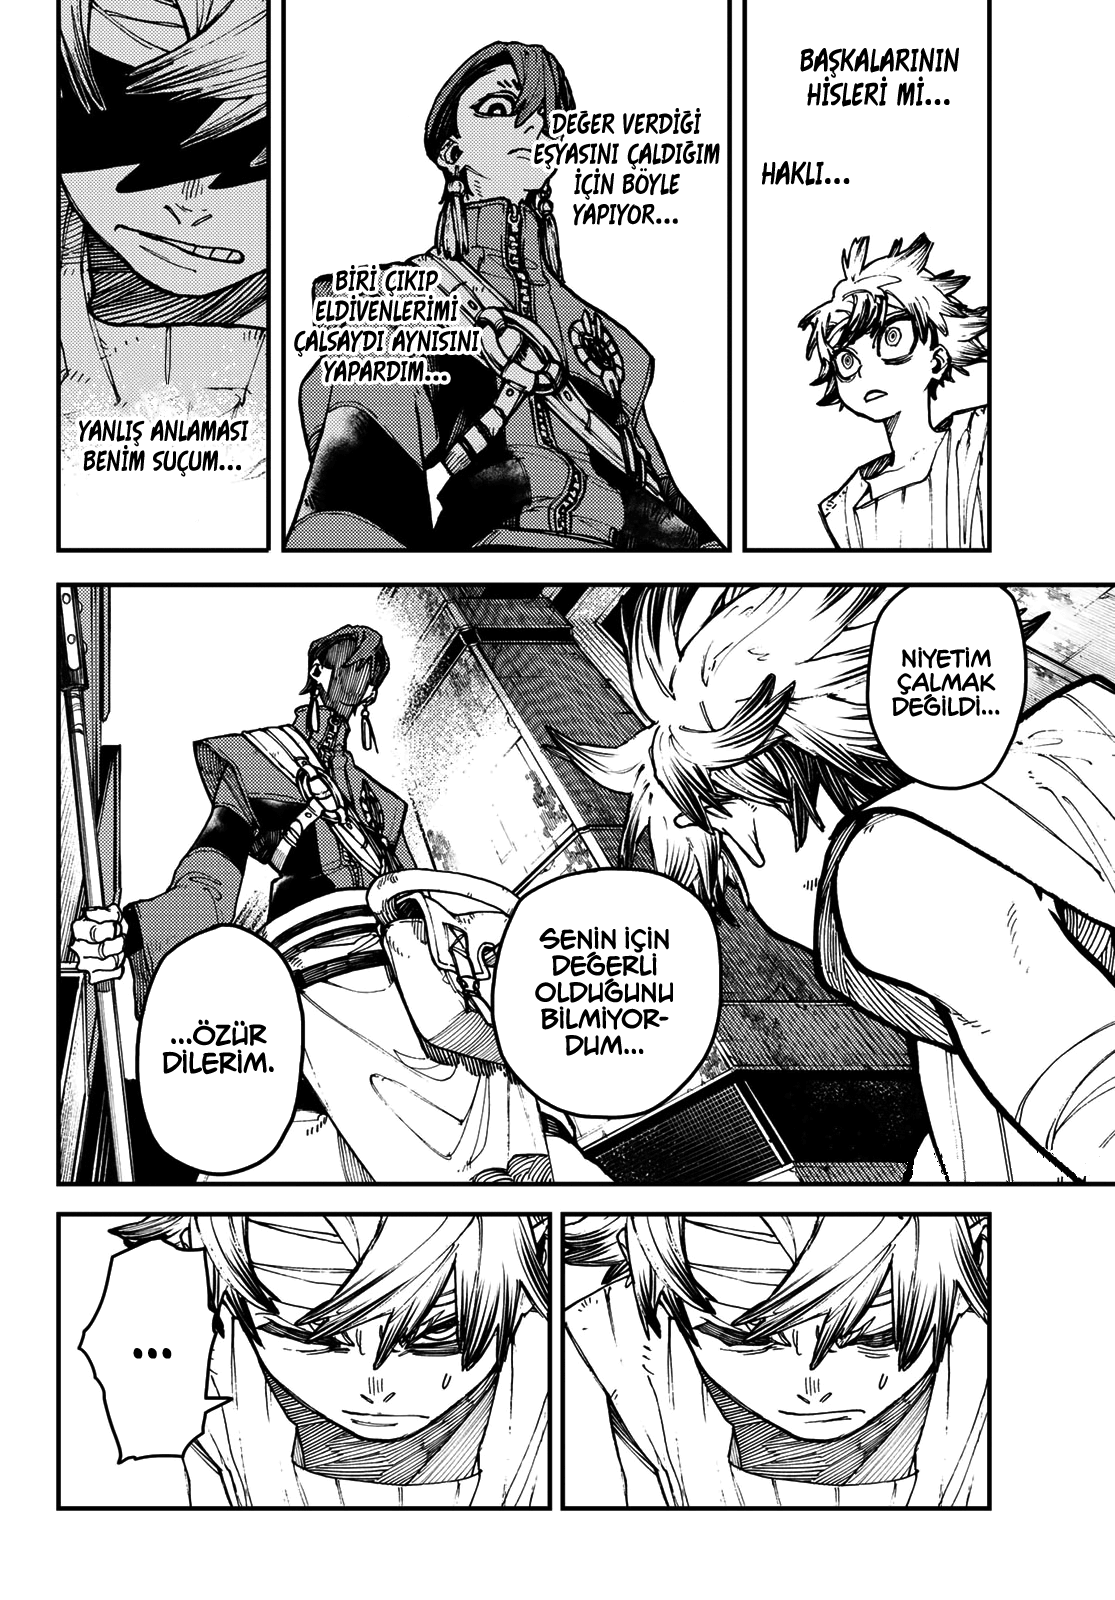 BAŞKALARININ
HİSLERİ Mİ...
HAKLI...
DEĞER VERDİĞİ
EŞYASINI ÇALDIĞIM
İÇİN BÖYLE
YAPIYOR...
BİRİ ÇIKIP
ELDİVENLERİMİ
ÇALSAYDI AYNISINI
YAPARDIM...
YANLIŞ ANLAMASI
BENİM SUÇUM...
NİYETİM
ÇALMAK
DEĞİLDİ...
SENİN İÇİN
DEĞERLİ
OLDUĞUNU
BİLMİYOR-
DUM...
...ÖZÜR
DİLERİM.
...